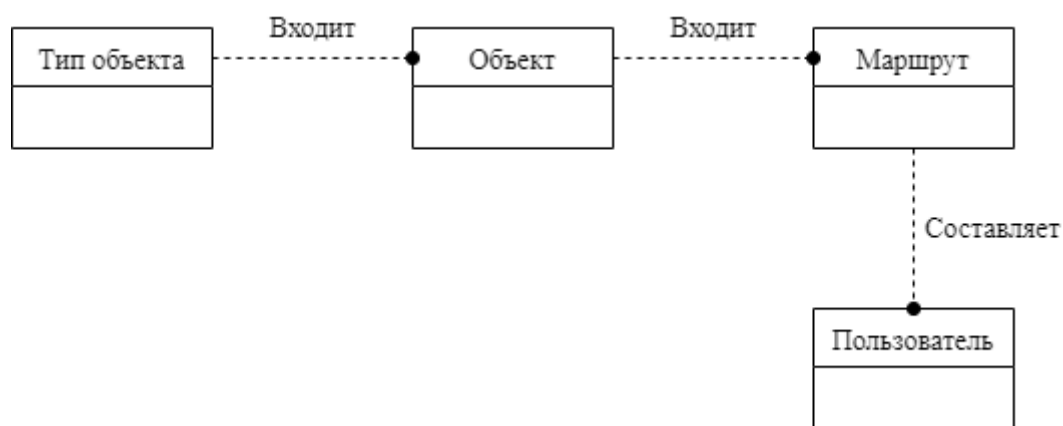 Входит
Входит
Тип объекта
Объект
Маршрут
Составляет
Пользователь